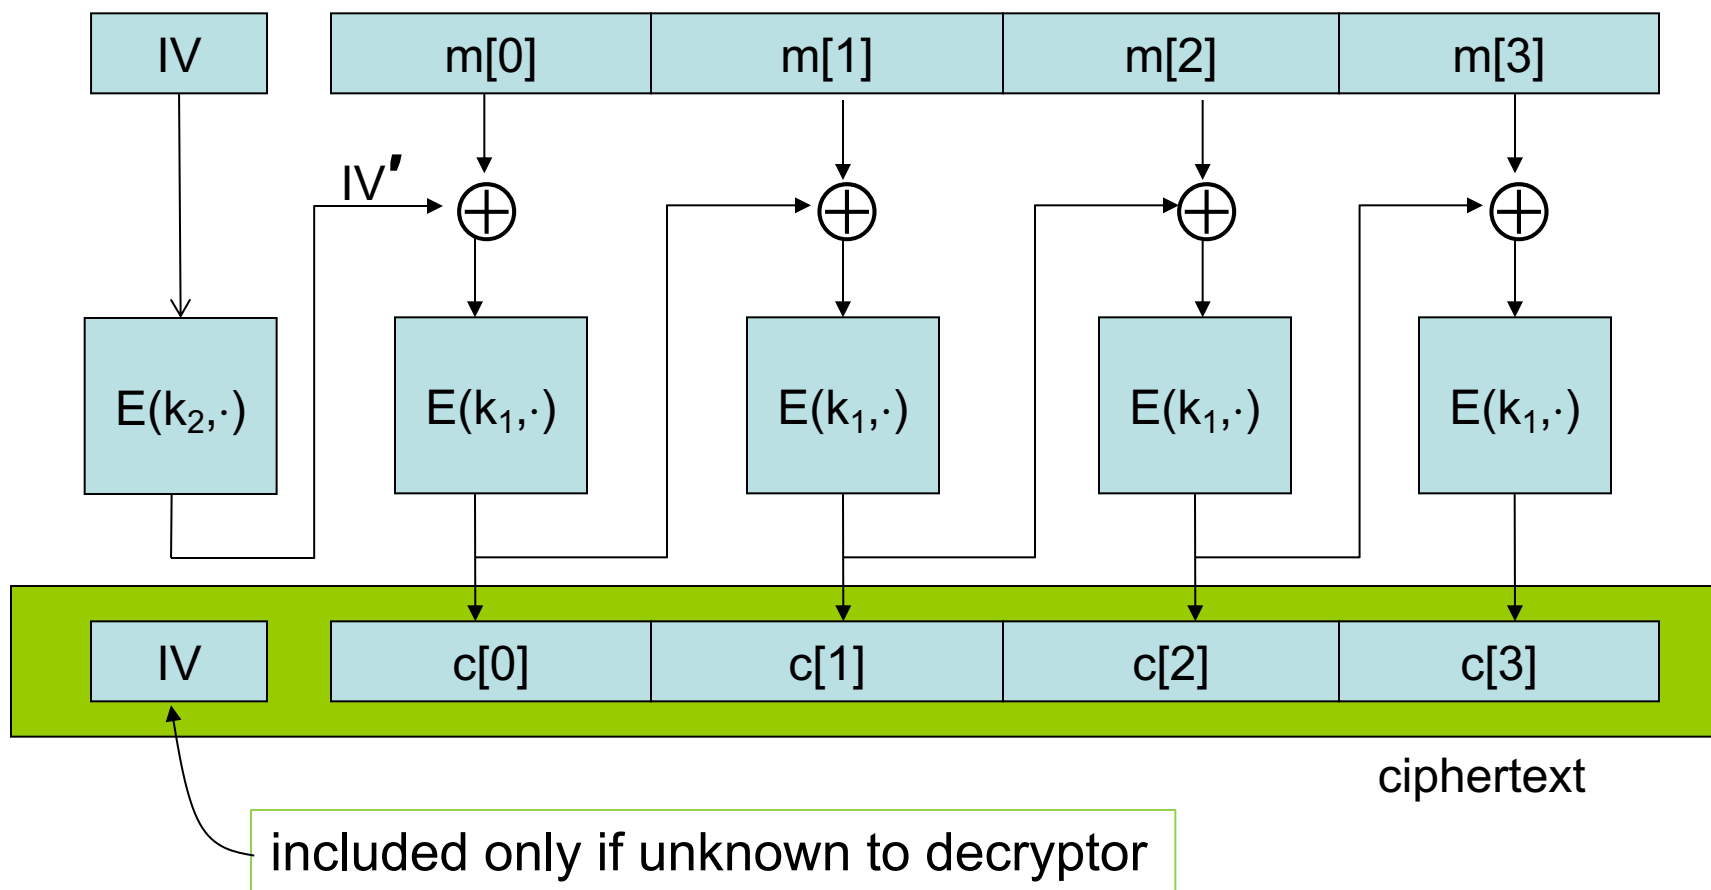 IV m[0] m[1] m[2] m[3]
IV′
E(k₂,·) E(k₁,·) E(k₁,·) E(k₁,·) E(k₁,·)
IV c[0] c[1] c[2] c[3]
ciphertext
included only if unknown to decryptor